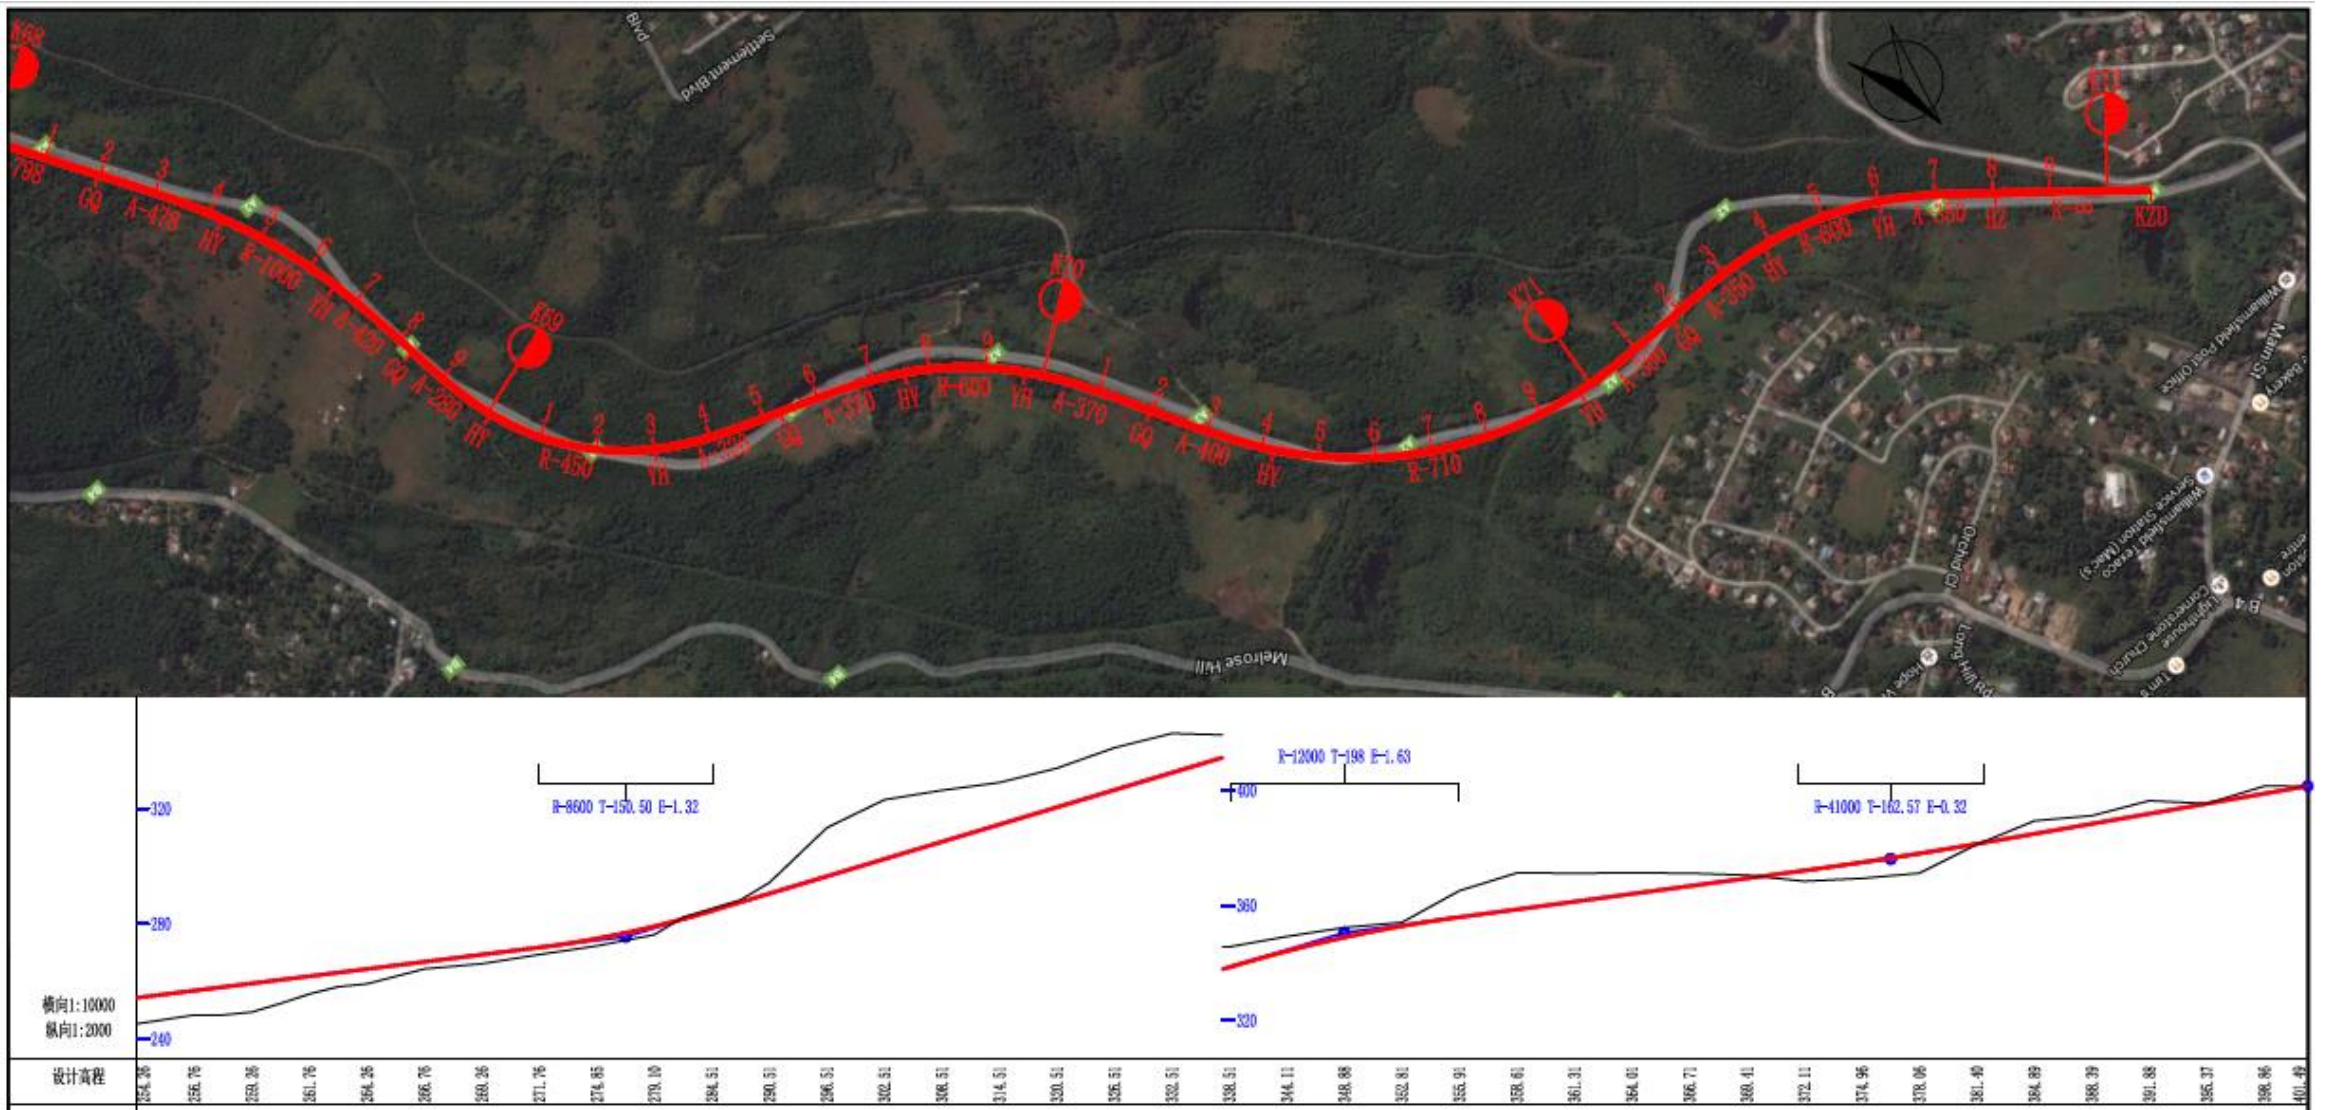 K68
Blvd
Settlement Blvd
1
2
3
4
5
6
7
8
9
798
GQ
A-478
HY
R-1000
YH
A-420
GQ
A-280
HY
K69
1
2
3
4
5
6
7
8
9
R-450
YH
GQ
A-370
HY
R-600
YH
K70
A-370
1
2
3
4
5
6
7
8
9
GQ
A-400
HY
R-710
K71
YH
1
2
3
4
5
6
7
8
9
GQ
A-350
HY
R-600
YH
HZ
KZD
Williamsfield Post Office
Main St
Williamsfield Texaco
Service Station (Mac's)
Lighthouse
Cornerstone Church
B4
Orchid Cl
Long Hill Rd
Melrose Hill
R-8600 T-150.50 E-1.32
R-12000 T-198 E-1.63
R-41000 T-162.57 E-0.32
320
280
240
400
360
320
横向1:10000
纵向1:2000
设计高程
254.26
256.76
259.26
261.76
264.26
266.76
269.26
271.76
274.85
279.10
284.51
290.51
296.51
302.51
308.51
314.51
320.51
326.51
332.51
338.51
344.11
348.88
352.81
355.91
358.61
361.31
364.01
366.71
369.41
372.11
374.96
378.06
381.40
384.89
388.39
391.88
395.37
398.86
401.49